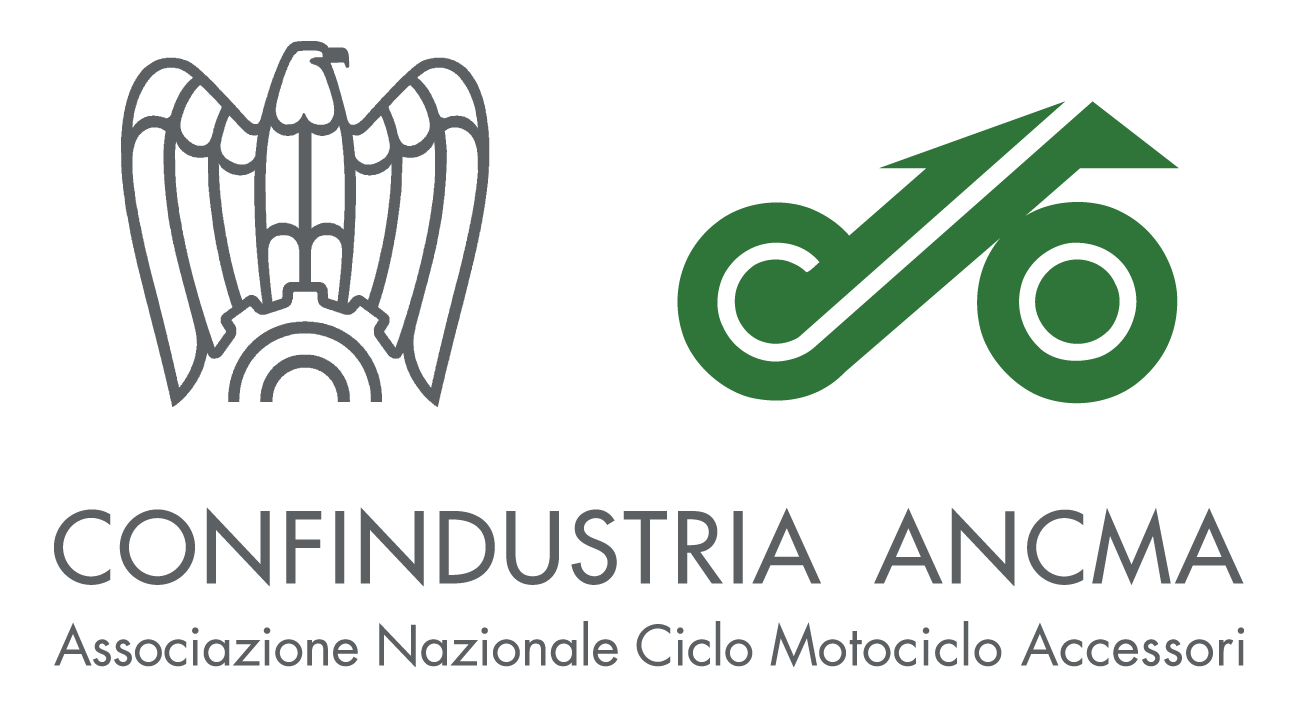 CONFINDUSTRIA ANCMA
Associazione Nazionale Ciclo Motociclo Accessori